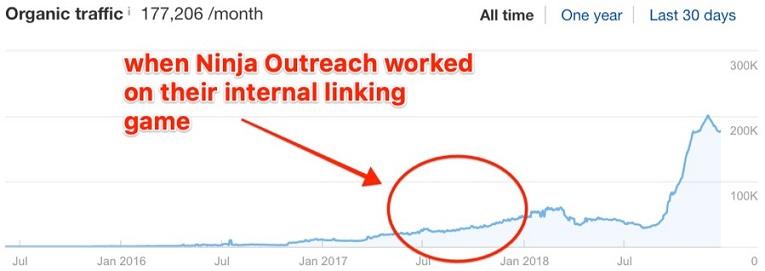 Organic traffic i 177,206 /month
All time One year Last 30 days
when Ninja Outreach worked
on their internal linking
game
300K
200K
100K
0
Jul Jan 2016 Jul Jan 2017 Jul Jan 2018 Jul